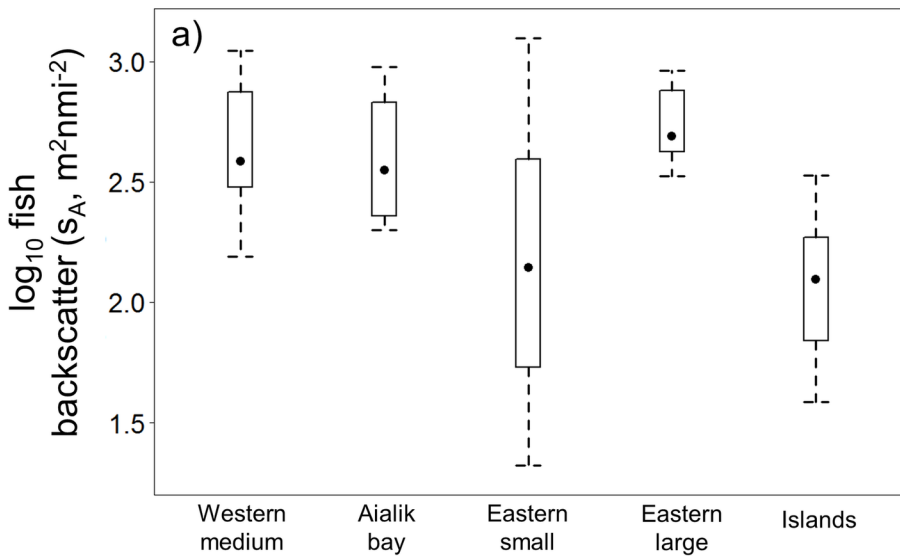 a)
log₁₀ fish
backscatter (s_A, m²nmi⁻²)
3.0
2.5
2.0
1.5
Western
medium
Aialik
bay
Eastern
small
Eastern
large
Islands